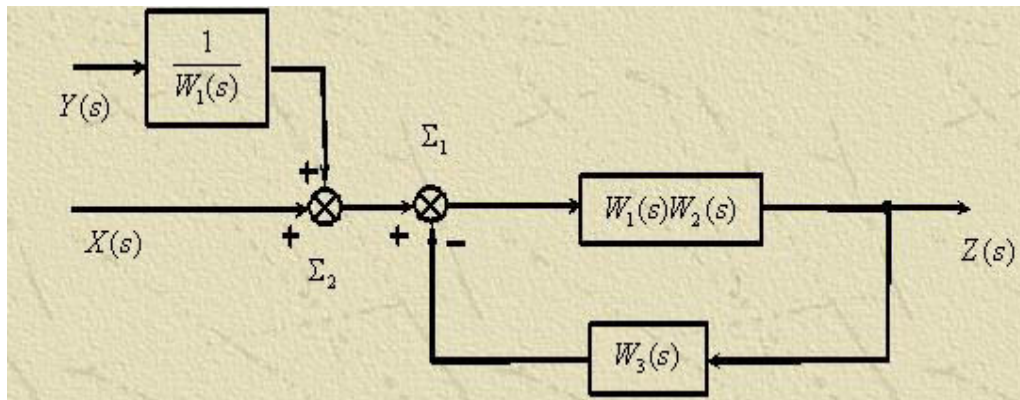 1
W₁(s)
Y(s)
+
Σ₁
X(s)
+
Σ₂
+
-
W₁(s)W₂(s)
Z(s)
W₃(s)